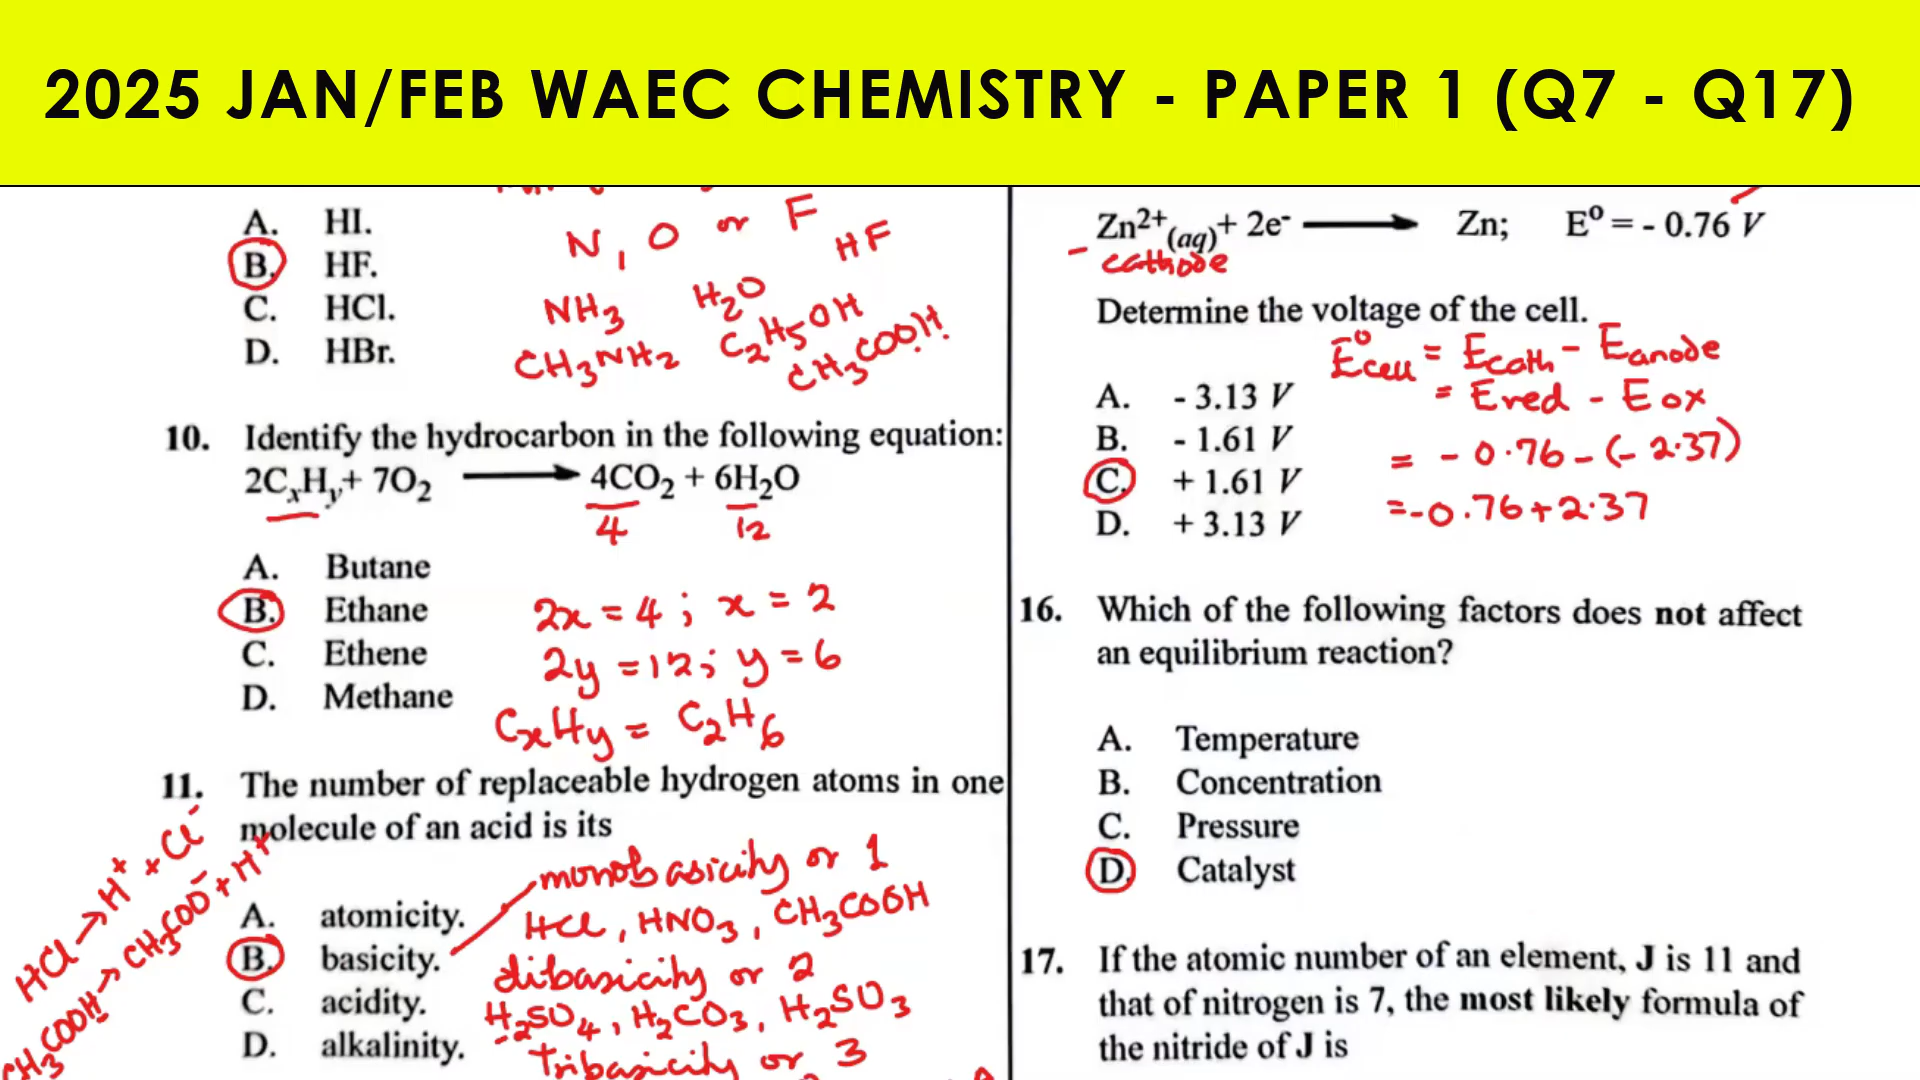 2025 JAN/FEB WAEC CHEMISTRY - PAPER 1 (Q7 - Q17)
A. HI.
B. HF.
C. HCl.
D. HBr.
N, O or F
HF
NH₃ H₂O
CH₃NH₂ C₂H₅OH
CH₃COOH
10. Identify the hydrocarbon in the following equation:
2CₓHᵧ + 7O₂ ⟶ 4CO₂ + 6H₂O
4 12
A. Butane
B. Ethane
C. Ethene
D. Methane
2x = 4 ; x = 2
2y = 12 ; y = 6
CxHy = C₂H₆
11. The number of replaceable hydrogen atoms in one
molecule of an acid is its
HCl → H⁺ + Cl⁻
CH₃COOH → CH₃COO⁻ + H⁺
A. atomicity.
B. basicity.
C. acidity.
D. alkalinity.
monobasicity or 1
HCl, HNO₃, CH₃COOH
dibasicity or 2
H₂SO₄, H₂CO₃, H₂SO₃
Tribasicity or 3
Zn²⁺(aq) + 2e⁻ ⟶ Zn; E⁰ = - 0.76 V
- cathode
Determine the voltage of the cell.
E⁰cell = Ecath - Eanode
= Ered - Eox
= - 0.76 - (- 2.37)
= -0.76 + 2.37
A. - 3.13 V
B. - 1.61 V
C. + 1.61 V
D. + 3.13 V
16. Which of the following factors does not affect
an equilibrium reaction?
A. Temperature
B. Concentration
C. Pressure
D. Catalyst
17. If the atomic number of an element, J is 11 and
that of nitrogen is 7, the most likely formula of
the nitride of J is